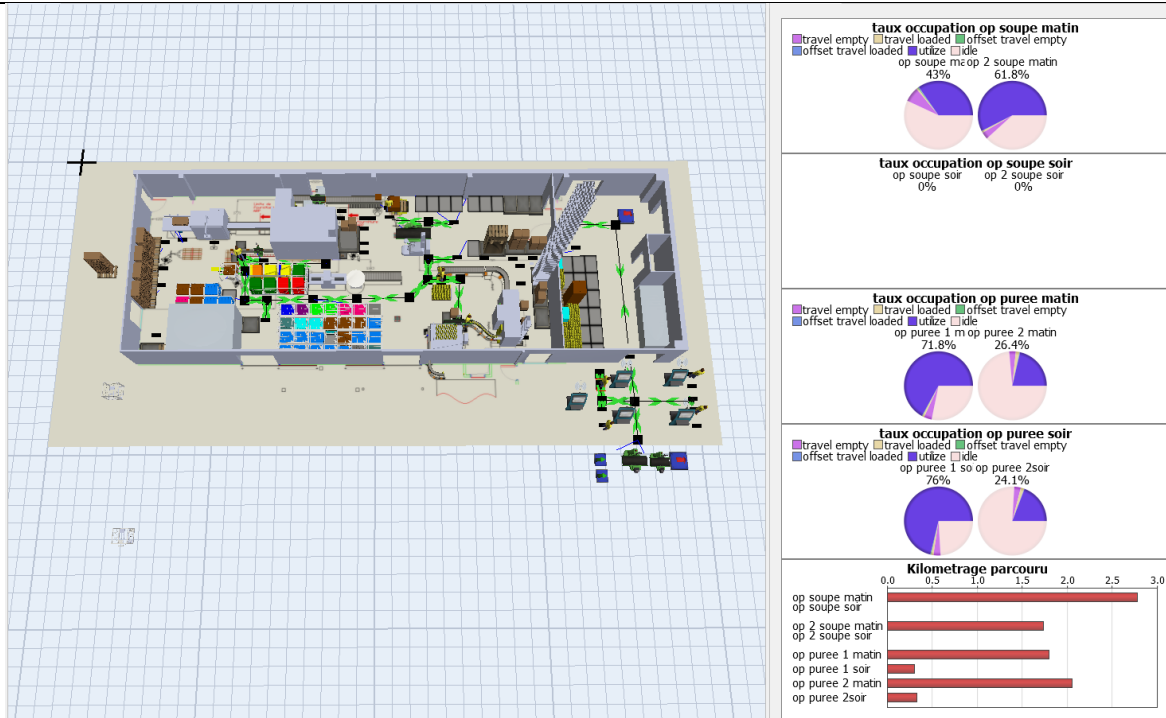 taux occupation op soupe matin
travel empty travel loaded offset travel empty
offset travel loaded utilize idle
op soupe ma op 2 soupe matin
43% 61.8%
taux occupation op soupe soir
op soupe soir op 2 soupe soir
0% 0%
taux occupation op puree matin
travel empty travel loaded offset travel empty
offset travel loaded utilize idle
op puree 1 m op puree 2 matin
71.8% 26.4%
taux occupation op puree soir
travel empty travel loaded offset travel empty
offset travel loaded utilize idle
op puree 1 so op puree 2soir
76% 24.1%
Kilometrage parcouru
0.0 0.5 1.0 1.5 2.0 2.5 3.0
op soupe matin
op soupe soir
op 2 soupe matin
op 2 soupe soir
op puree 1 matin
op puree 1 soir
op puree 2 matin
op puree 2soir